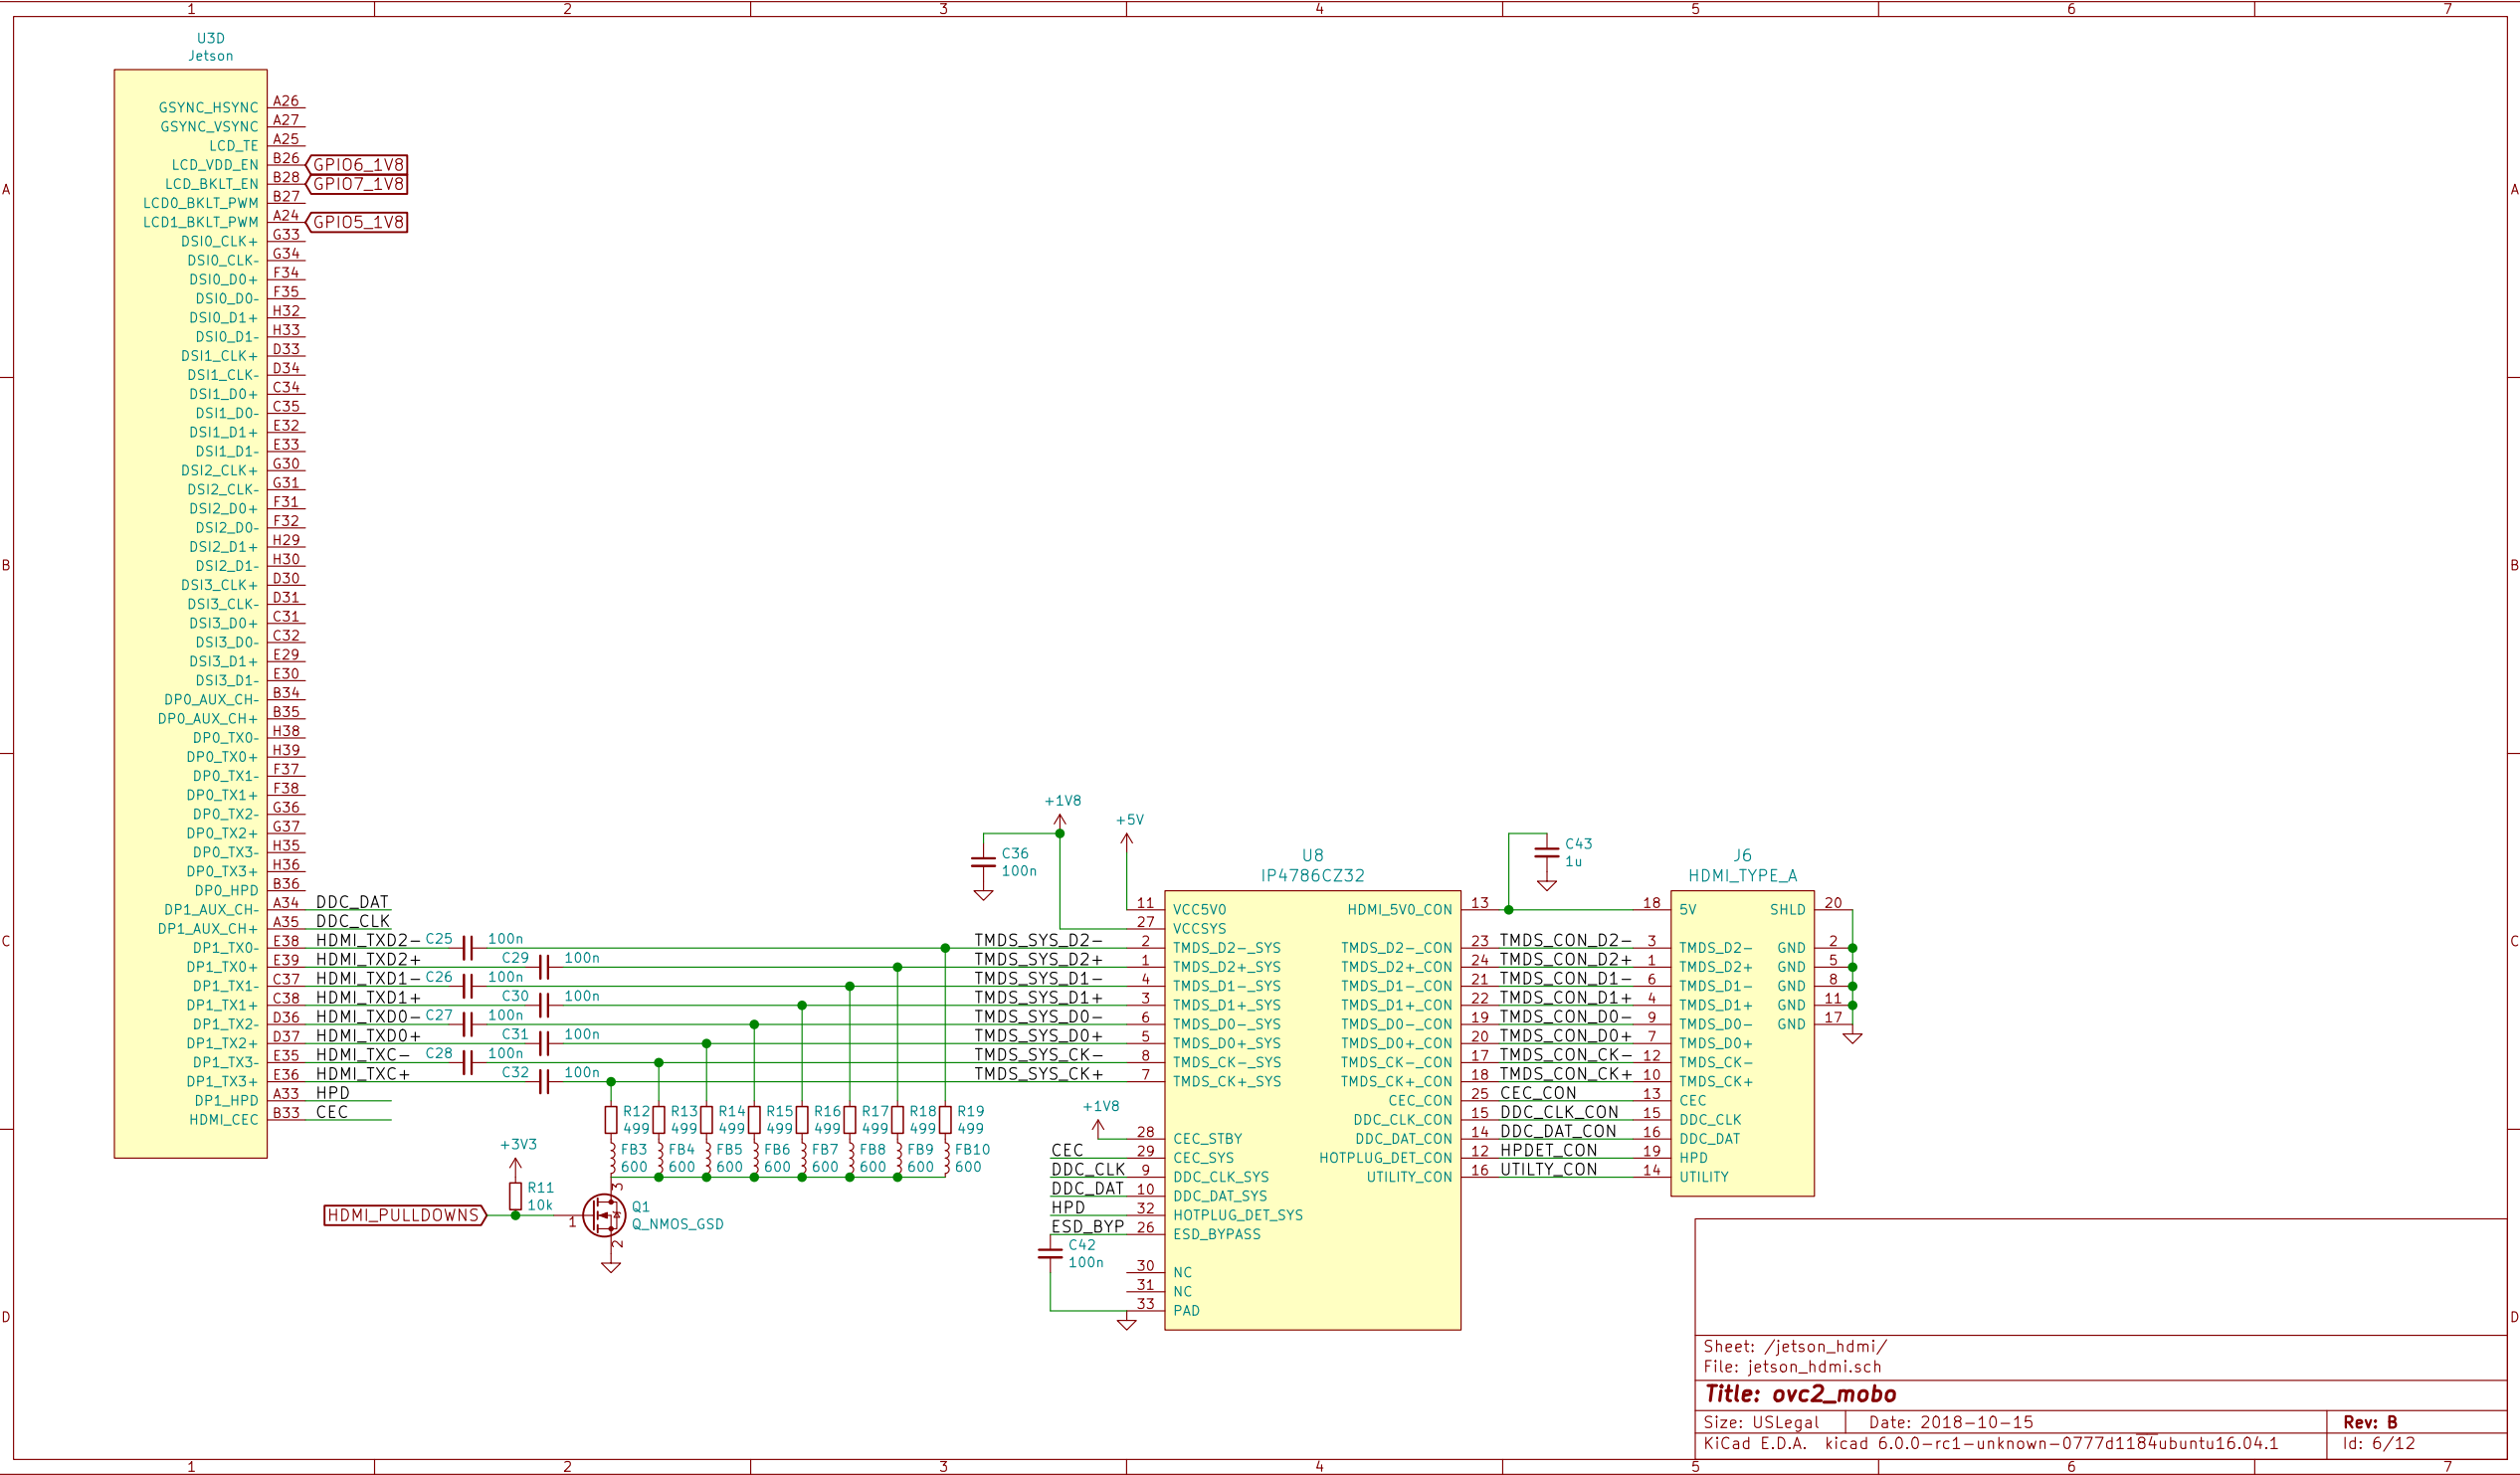 1 2 3 4 5 6 7
A
B
C
D
A
B
C
D
U3D
Jetson
GSYNC_HSYNC A26
GSYNC_VSYNC A27
LCD_TE A25
LCD_VDD_EN B26 GPIO6_1V8
LCD_BKLT_EN B28 GPIO7_1V8
LCD0_BKLT_PWM B27
LCD1_BKLT_PWM A24 GPIO5_1V8
DSI0_CLK+ G33
DSI0_CLK- G34
DSI0_D0+ F34
DSI0_D0- F35
DSI0_D1+ H32
DSI0_D1- H33
DSI1_CLK+ D33
DSI1_CLK- D34
DSI1_D0+ C34
DSI1_D0- C35
DSI1_D1+ E32
DSI1_D1- E33
DSI2_CLK+ G30
DSI2_CLK- G31
DSI2_D0+ F31
DSI2_D0- F32
DSI2_D1+ H29
DSI2_D1- H30
DSI3_CLK+ D30
DSI3_CLK- D31
DSI3_D0+ C31
DSI3_D0- C32
DSI3_D1+ E29
DSI3_D1- E30
DP0_AUX_CH- B34
DP0_AUX_CH+ B35
DP0_TX0- H38
DP0_TX0+ H39
DP0_TX1- F37
DP0_TX1+ F38
DP0_TX2- G36
DP0_TX2+ G37
DP0_TX3- H35
DP0_TX3+ H36
DP0_HPD B36
DP1_AUX_CH- A34 DDC_DAT
DP1_AUX_CH+ A35 DDC_CLK
DP1_TX0- E38 HDMI_TXD2- C25 100n
DP1_TX0+ E39 HDMI_TXD2+ C29 100n
DP1_TX1- C37 HDMI_TXD1- C26 100n
DP1_TX1+ C38 HDMI_TXD1+ C30 100n
DP1_TX2- D36 HDMI_TXD0- C27 100n
DP1_TX2+ D37 HDMI_TXD0+ C31 100n
DP1_TX3- E35 HDMI_TXC- C28 100n
DP1_TX3+ E36 HDMI_TXC+ C32 100n
DP1_HPD A33 HPD
HDMI_CEC B33 CEC
R12 R13 R14 R15 R16 R17 R18 R19
499 499 499 499 499 499 499 499
FB3 FB4 FB5 FB6 FB7 FB8 FB9 FB10
600 600 600 600 600 600 600 600
+3V3
R11
10k
HDMI_PULLDOWNS
1
3
2
Q1
Q_NMOS_GSD
+1V8
C36
100n
+5V
U8
IP4786CZ32
11 VCC5V0
27 VCCSYS
TMDS_SYS_D2- 2 TMDS_D2-_SYS
TMDS_SYS_D2+ 1 TMDS_D2+_SYS
TMDS_SYS_D1- 4 TMDS_D1-_SYS
TMDS_SYS_D1+ 3 TMDS_D1+_SYS
TMDS_SYS_D0- 6 TMDS_D0-_SYS
TMDS_SYS_D0+ 5 TMDS_D0+_SYS
TMDS_SYS_CK- 8 TMDS_CK-_SYS
TMDS_SYS_CK+ 7 TMDS_CK+_SYS
+1V8
28 CEC_STBY
CEC 29 CEC_SYS
DDC_CLK 9 DDC_CLK_SYS
DDC_DAT 10 DDC_DAT_SYS
HPD 32 HOTPLUG_DET_SYS
ESD_BYP 26 ESD_BYPASS
C42
100n
30 NC
31 NC
33 PAD
C43
1u
HDMI_5V0_CON 13
TMDS_D2-_CON 23 TMDS_CON_D2-
TMDS_D2+_CON 24 TMDS_CON_D2+
TMDS_D1-_CON 21 TMDS_CON_D1-
TMDS_D1+_CON 22 TMDS_CON_D1+
TMDS_D0-_CON 19 TMDS_CON_D0-
TMDS_D0+_CON 20 TMDS_CON_D0+
TMDS_CK-_CON 17 TMDS_CON_CK-
TMDS_CK+_CON 18 TMDS_CON_CK+
CEC_CON 25 CEC_CON
DDC_CLK_CON 15 DDC_CLK_CON
DDC_DAT_CON 14 DDC_DAT_CON
HOTPLUG_DET_CON 12 HPDET_CON
UTILITY_CON 16 UTILTY_CON
J6
HDMI_TYPE_A
18 5V SHLD 20
3 TMDS_D2- GND 2
1 TMDS_D2+ GND 5
6 TMDS_D1- GND 8
4 TMDS_D1+ GND 11
9 TMDS_D0- GND 17
7 TMDS_D0+
12 TMDS_CK-
10 TMDS_CK+
13 CEC
15 DDC_CLK
16 DDC_DAT
19 HPD
14 UTILITY
Sheet: /jetson_hdmi/
File: jetson_hdmi.sch
Title: ovc2_mobo
Size: USLegal Date: 2018-10-15 Rev: B
KiCad E.D.A. kicad 6.0.0-rc1-unknown-0777d1184ubuntu16.04.1 Id: 6/12
1 2 3 4 5 6 7